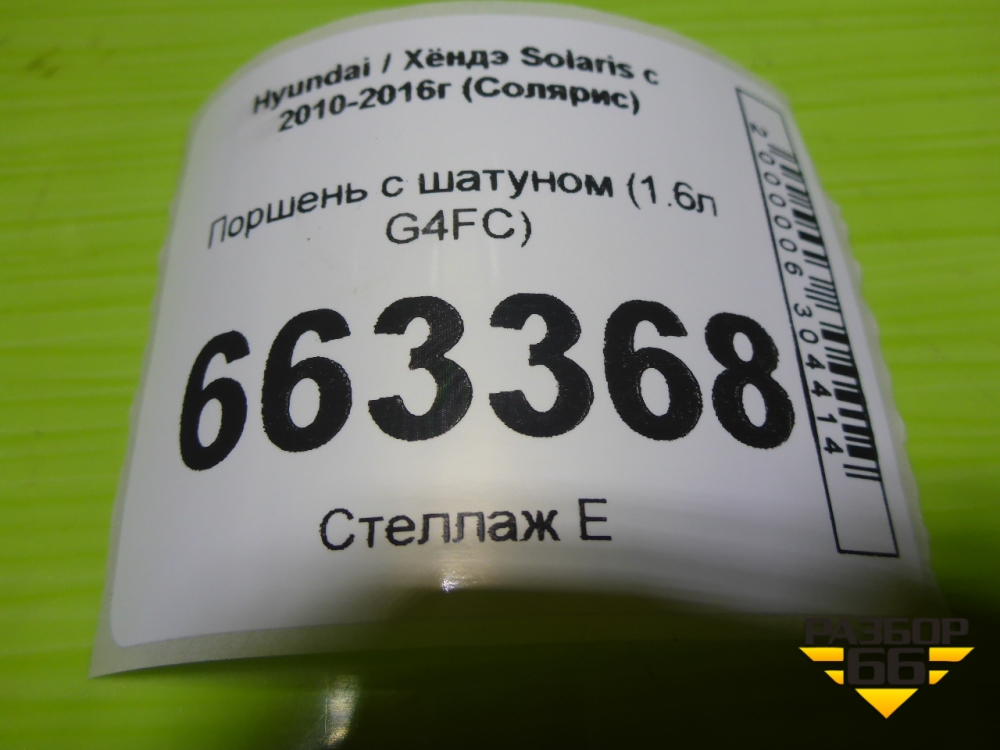 Hyundai / Хёндэ Solaris с
2010-2016г (Солярис)
Поршень с шатуном (1.6л
G4FC)
663368
Стеллаж Е
2000006304414
РАЗБОР
66